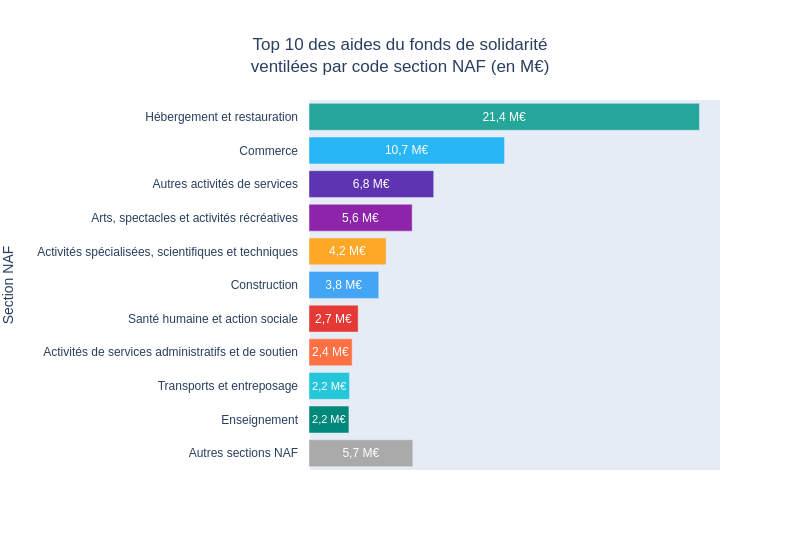 Top 10 des aides du fonds de solidarité
ventilées par code section NAF (en M€)
Section NAF
Hébergement et restauration 21,4 M€
Commerce 10,7 M€
Autres activités de services 6,8 M€
Arts, spectacles et activités récréatives 5,6 M€
Activités spécialisées, scientifiques et techniques 4,2 M€
Construction 3,8 M€
Santé humaine et action sociale 2,7 M€
Activités de services administratifs et de soutien 2,4 M€
Transports et entreposage 2,2 M€
Enseignement 2,2 M€
Autres sections NAF 5,7 M€